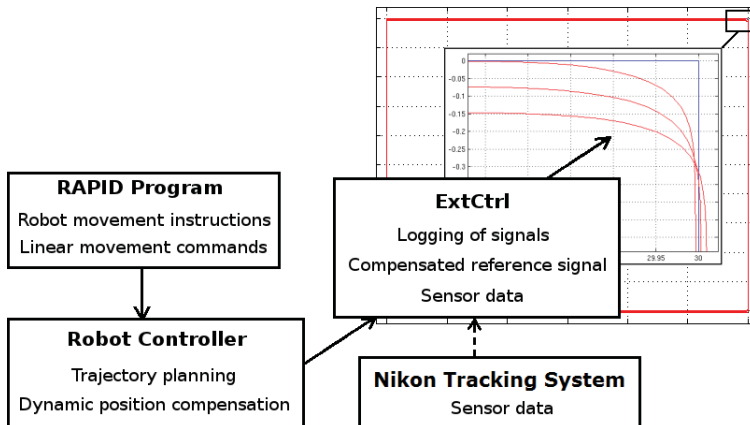 0
-0.05
-0.1
-0.15
-0.2
-0.25
-0.3
29.95 30
RAPID Program
Robot movement instructions
Linear movement commands
ExtCtrl
Logging of signals
Compensated reference signal
Sensor data
Robot Controller
Trajectory planning
Dynamic position compensation
Nikon Tracking System
Sensor data